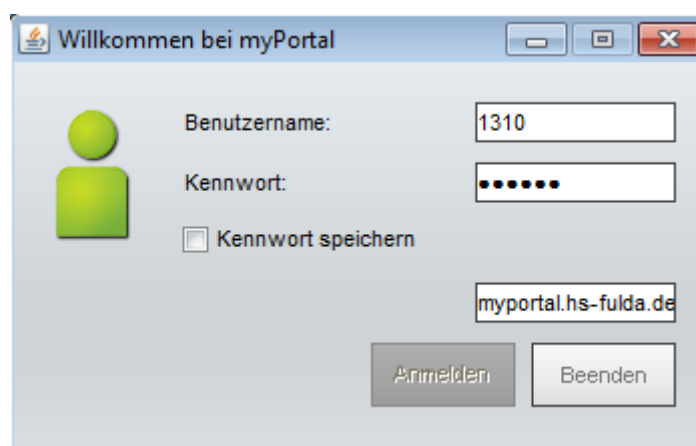 Willkommen bei myPortal
Benutzername: 1310
Kennwort: ••••••
Kennwort speichern
myportal.hs-fulda.de
Anmelden Beenden